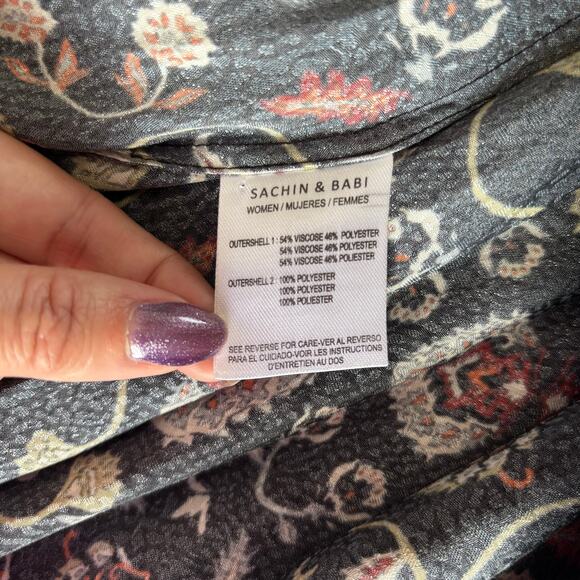 SACHIN & BABI
WOMEN / MUJERES / FEMMES
OUTERSHELL 1 : 54% VISCOSE 46% POLYESTER
54% VISCOSE 46% POLYESTER
54% VISCOSE 46% POLIESTER
OUTERSHELL 2 : 100% POLYESTER
100% POLYESTER
100% POLIESTER
SEE REVERSE FOR CARE-VER AL REVERSO
PARA EL CUIDADO-VOIR LES INSTRUCTIONS
D'ENTRETIEN AU DOS